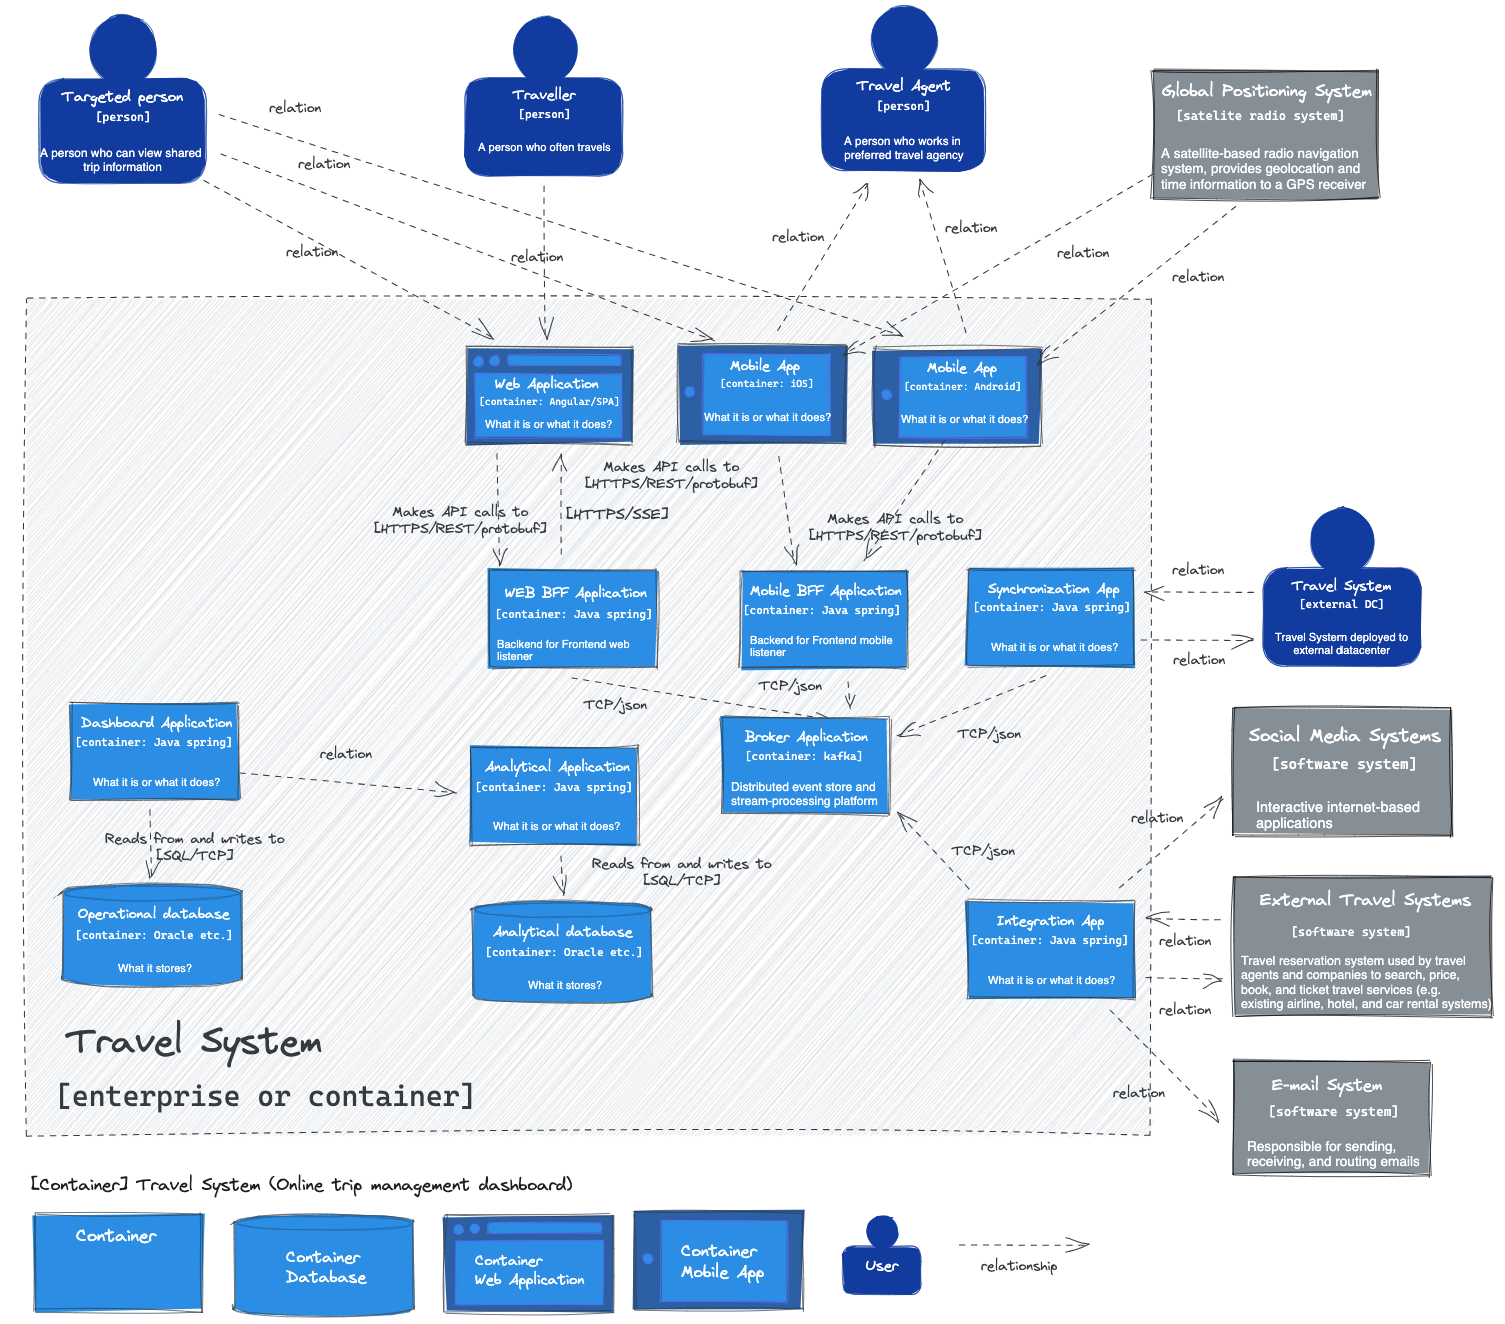 Targeted person
[person]
A person who can view shared
trip information
Traveller
[person]
A person who often travels
Travel Agent
[person]
A person who works in
preferred travel agency
Global Positioning System
[satelite radio system]
A satellite-based radio navigation
system, provides geolocation and
time information to a GPS receiver
relation
relation
relation
relation
relation
relation
relation
relation
Web Application
[container: Angular/SPA]
What it is or what it does?
Mobile App
[container: iOS]
What it is or what it does?
Mobile App
[container: Android]
What it is or what it does?
Makes API calls to
[HTTPS/REST/protobuf]
[HTTPS/SSE]
Makes API calls to
[HTTPS/REST/protobuf]
Makes API calls to
[HTTPS/REST/protobuf]
WEB BFF Application
[container: Java spring]
Baclkend for Frontend web
listener
Mobile BFF Application
[container: Java spring]
Backend for Frontend mobile
listener
Synchronization App
[container: Java spring]
What it is or what it does?
relation
relation
Travel System
[external DC]
Travel System deployed to
external datacenter
TCP/json
TCP/json
TCP/json
Dashboard Application
[container: Java spring]
What it is or what it does?
relation
Analytical Application
[container: Java spring]
What it is or what it does?
Broker Application
[container: kafka]
Distributed event store and
stream-processing platform
Social Media Systems
[software system]
Interactive internet-based
applications
relation
TCP/json
Reads from and writes to
[SQL/TCP]
Reads from and writes to
[SQL/TCP]
Operational database
[container: Oracle etc.]
What it stores?
Analytical database
[container: Oracle etc.]
What it stores?
Integration App
[container: Java spring]
What it is or what it does?
relation
relation
External Travel Systems
[software system]
Travel reservation system used by travel
agents and companies to search, price,
book, and ticket travel services (e.g.
existing airline, hotel, and car rental systems)
relation
E-mail System
[software system]
Responsible for sending,
receiving, and routing emails
Travel System
[enterprise or container]
[Container] Travel System (Online trip management dashboard)
Container
Container
Database
Container
Web Application
Container
Mobile App
User
relationship